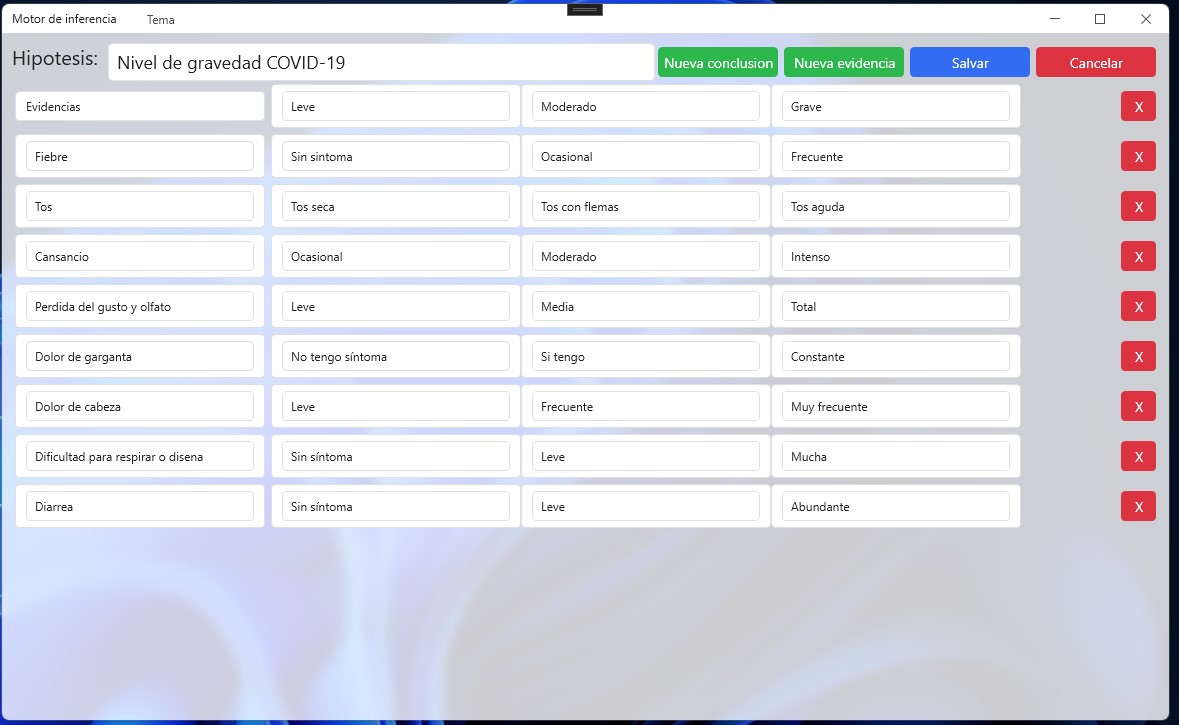 Motor de inferencia Tema
Hipotesis: Nivel de gravedad COVID-19 Nueva conclusion Nueva evidencia Salvar Cancelar
Evidencias Leve Moderado Grave X
Fiebre Sin sintoma Ocasional Frecuente X
Tos Tos seca Tos con flemas Tos aguda X
Cansancio Ocasional Moderado Intenso X
Perdida del gusto y olfato Leve Media Total X
Dolor de garganta No tengo síntoma Si tengo Constante X
Dolor de cabeza Leve Frecuente Muy frecuente X
Dificultad para respirar o disena Sin síntoma Leve Mucha X
Diarrea Sin síntoma Leve Abundante X